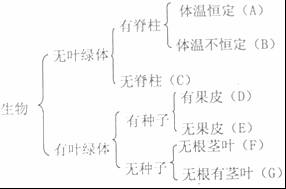 体温恒定（A）
有脊柱
体温不恒定（B）
无叶绿体
无脊柱（C）
生物
有果皮（D）
有种子
无果皮（E）
有叶绿体
无根茎叶（F）
无种子
无根有茎叶（G）